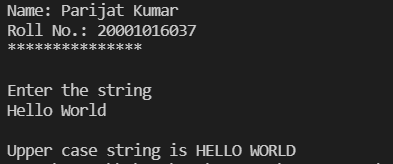 Name: Parijat Kumar
Roll No.: 20001016037
***************
Enter the string
Hello World
Upper case string is HELLO WORLD